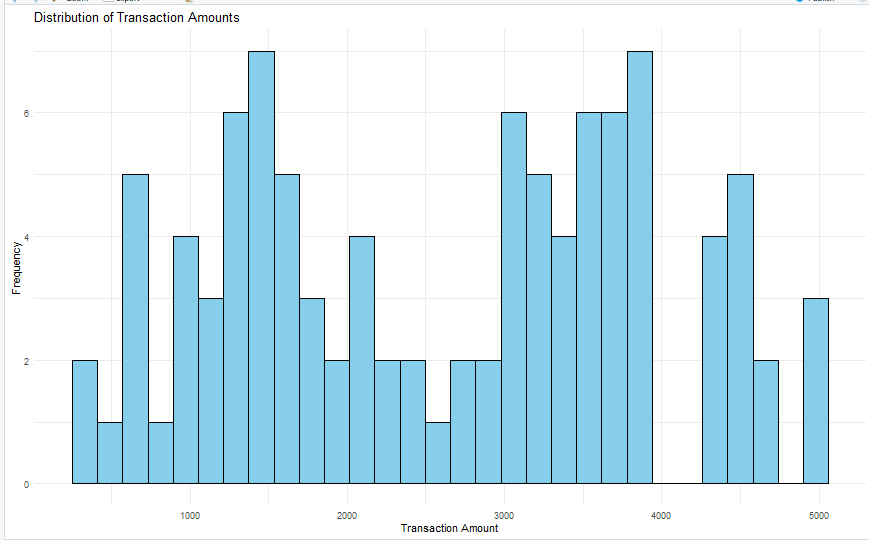 Distribution of Transaction Amounts
6
4
2
0
Frequency
1000 2000 3000 4000 5000
Transaction Amount